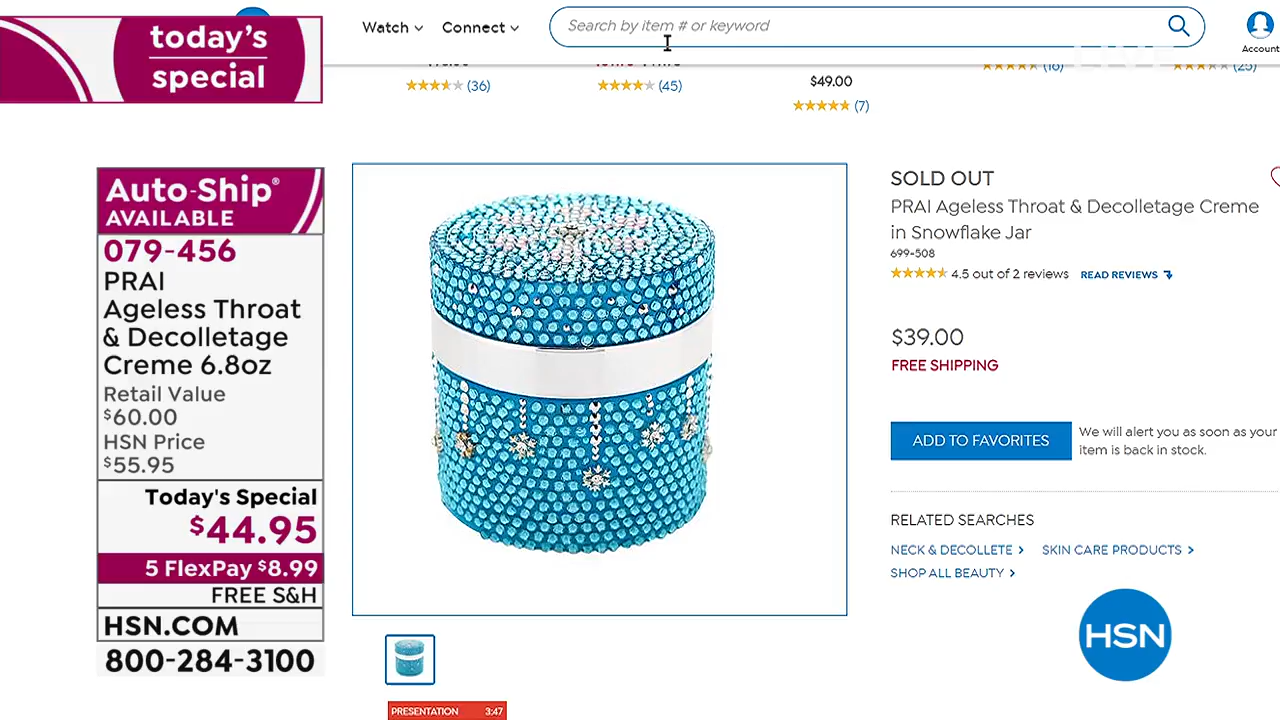 today's
special
Watch
Connect
Search by item # or keyword
Account
(36)
(45)
$49.00
(7)
(16)
(25)
LIVE
Auto-Ship®
AVAILABLE
079-456
PRAI
Ageless Throat
& Decolletage
Creme 6.8oz
Retail Value
$60.00
HSN Price
$55.95
Today's Special
$44.95
5 FlexPay $8.99
FREE S&H
HSN.COM
800-284-3100
SOLD OUT
PRAI Ageless Throat & Decolletage Creme
in Snowflake Jar
699-508
4.5 out of 2 reviews READ REVIEWS
$39.00
FREE SHIPPING
ADD TO FAVORITES
We will alert you as soon as your
item is back in stock.
RELATED SEARCHES
NECK & DECOLLETE > SKIN CARE PRODUCTS >
SHOP ALL BEAUTY >
HSN
PRESENTATION 3:47